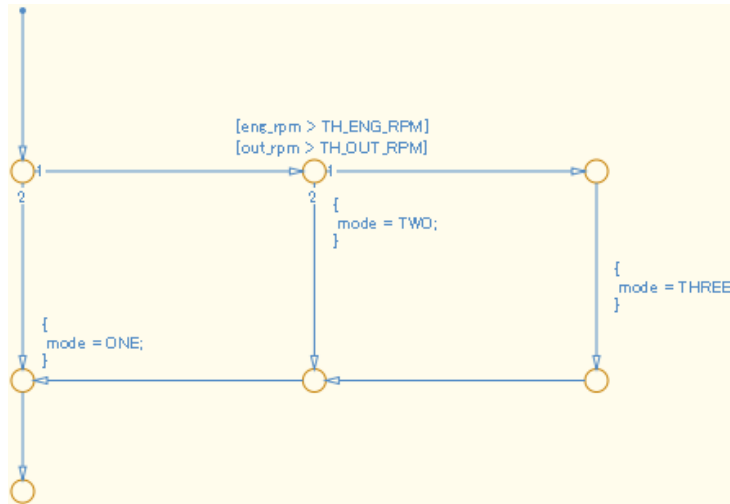 [eng_rpm > TH_ENG_RPM]
[out_rpm > TH_OUT_RPM]
1
1
2
2
{
mode = TWO;
}
{
mode = THREE
}
{
mode = ONE;
}